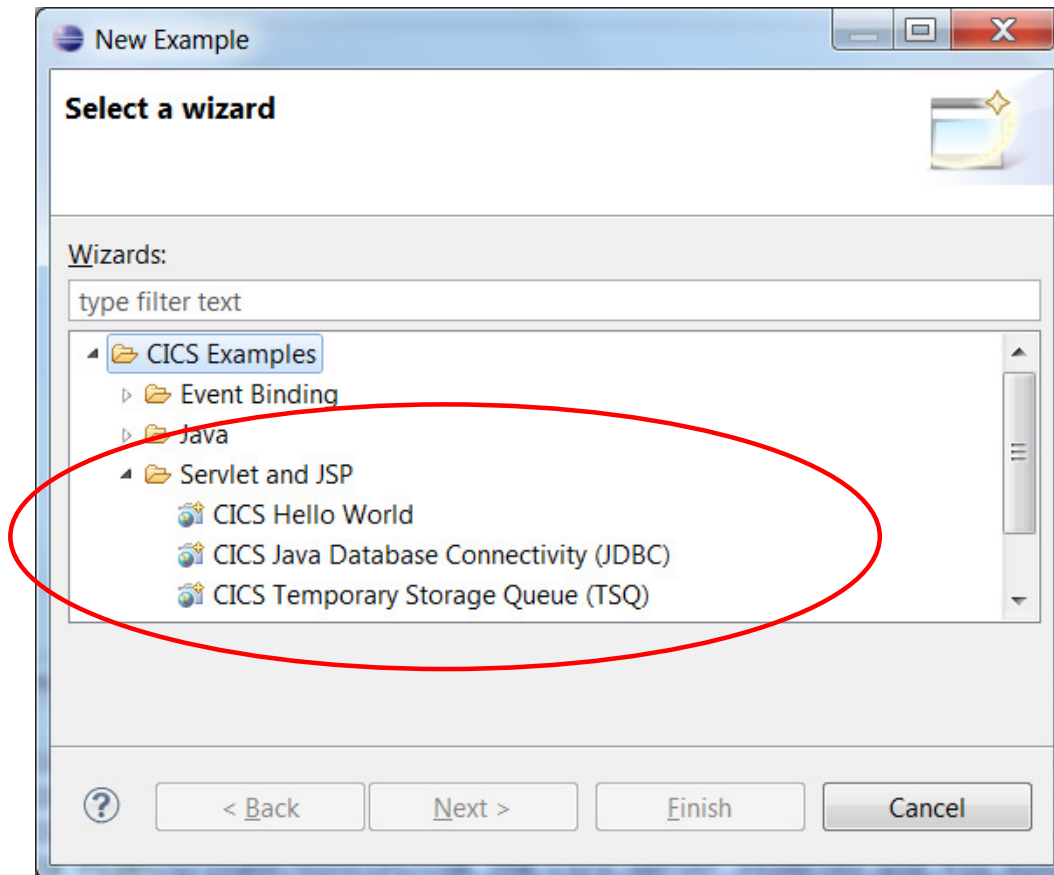 New Example
Select a wizard
Wizards:
type filter text
CICS Examples
Event Binding
Java
Servlet and JSP
CICS Hello World
CICS Java Database Connectivity (JDBC)
CICS Temporary Storage Queue (TSQ)
? < Back Next > Finish Cancel